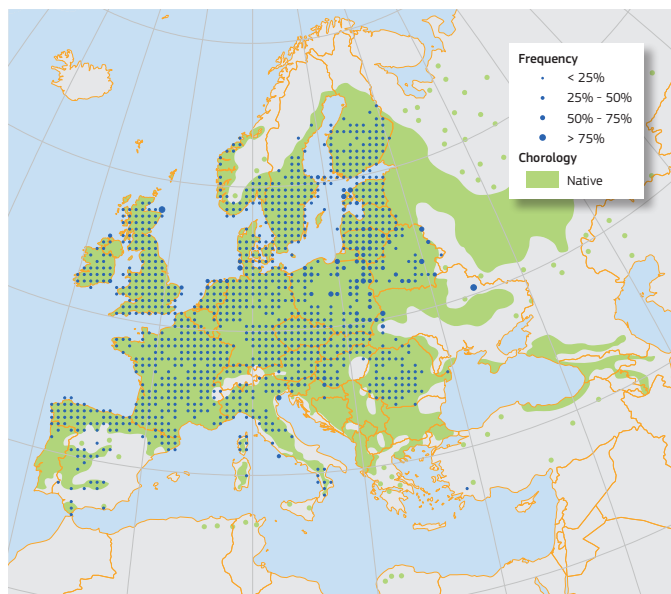 Frequency
< 25%
25% - 50%
50% - 75%
> 75%
Chorology
Native